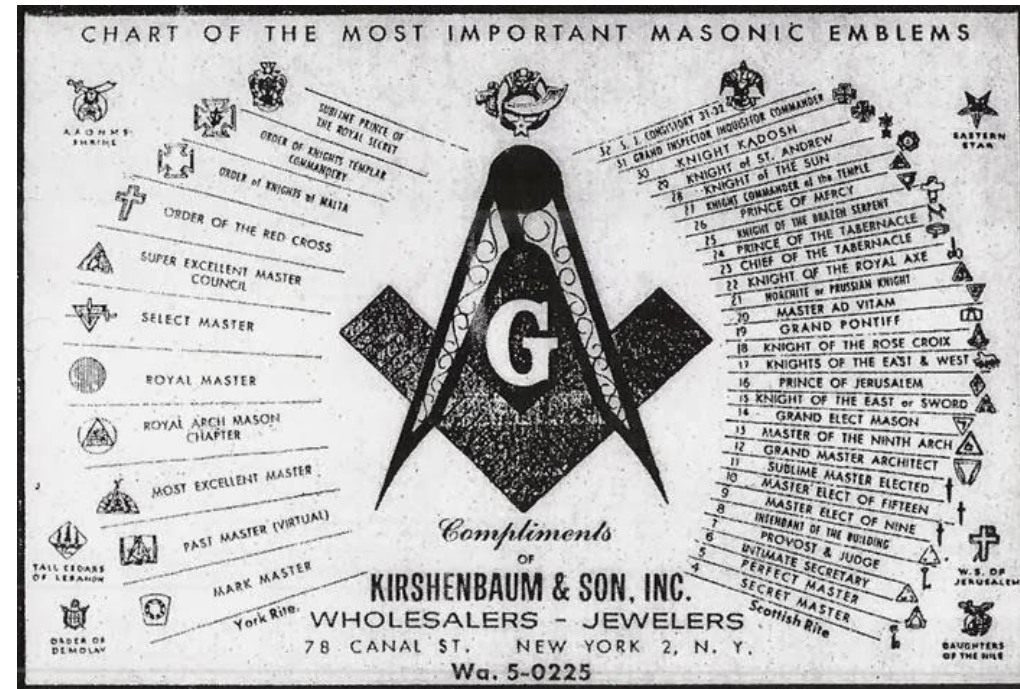 CHART OF THE MOST IMPORTANT MASONIC EMBLEMS
A.A.O.N.M.S.
SHRINE
SUBLIME PRINCE OF
THE ROYAL SECRET
ORDER OF KNIGHTS TEMPLAR
COMMANDERY
ORDER of KNIGHTS of MALTA
ORDER OF THE RED CROSS
SUPER EXCELLENT MASTER
COUNCIL
SELECT MASTER
ROYAL MASTER
ROYAL ARCH MASON
CHAPTER
MOST EXCELLENT MASTER
PAST MASTER (VIRTUAL)
MARK MASTER
York Rite.
TALL CEDARS
OF LEBANON
ORDER OF
DEMOLAY
G
32 S. J. CONSISTORY 31-32
31 GRAND INSPECTOR INQUISITOR COMMANDER
30 KNIGHT KADOSH
29 KNIGHT of ST. ANDREW
28 KNIGHT of THE SUN
27 KNIGHT COMMANDER of the TEMPLE
26 PRINCE OF MERCY
25 KNIGHT OF THE BRAZEN SERPENT
24 PRINCE OF THE TABERNACLE
23 CHIEF OF THE TABERNACLE
22 KNIGHT OF THE ROYAL AXE
21 NOACHITE or PRUSSIAN KNIGHT
20 MASTER AD VITAM
19 GRAND PONTIFF
18 KNIGHT OF THE ROSE CROIX
17 KNIGHTS OF THE EAST & WEST
16 PRINCE OF JERUSALEM
15 KNIGHT OF THE EAST or SWORD
14 GRAND ELECT MASON
13 MASTER OF THE NINTH ARCH
12 GRAND MASTER ARCHITECT
11 SUBLIME MASTER ELECTED
10 MASTER ELECT OF FIFTEEN
9 MASTER ELECT OF NINE
8 INTENDANT OF THE BUILDING
7 PROVOST & JUDGE
6 INTIMATE SECRETARY
5 PERFECT MASTER
4 SECRET MASTER
Scottish Rite
EASTERN
STAR
W. S. OF
JERUSALEM
DAUGHTERS
OF THE NILE
Compliments
OF
KIRSHENBAUM & SON, INC.
WHOLESALERS - JEWELERS
78 CANAL ST. NEW YORK 2, N. Y.
Wa. 5-0225